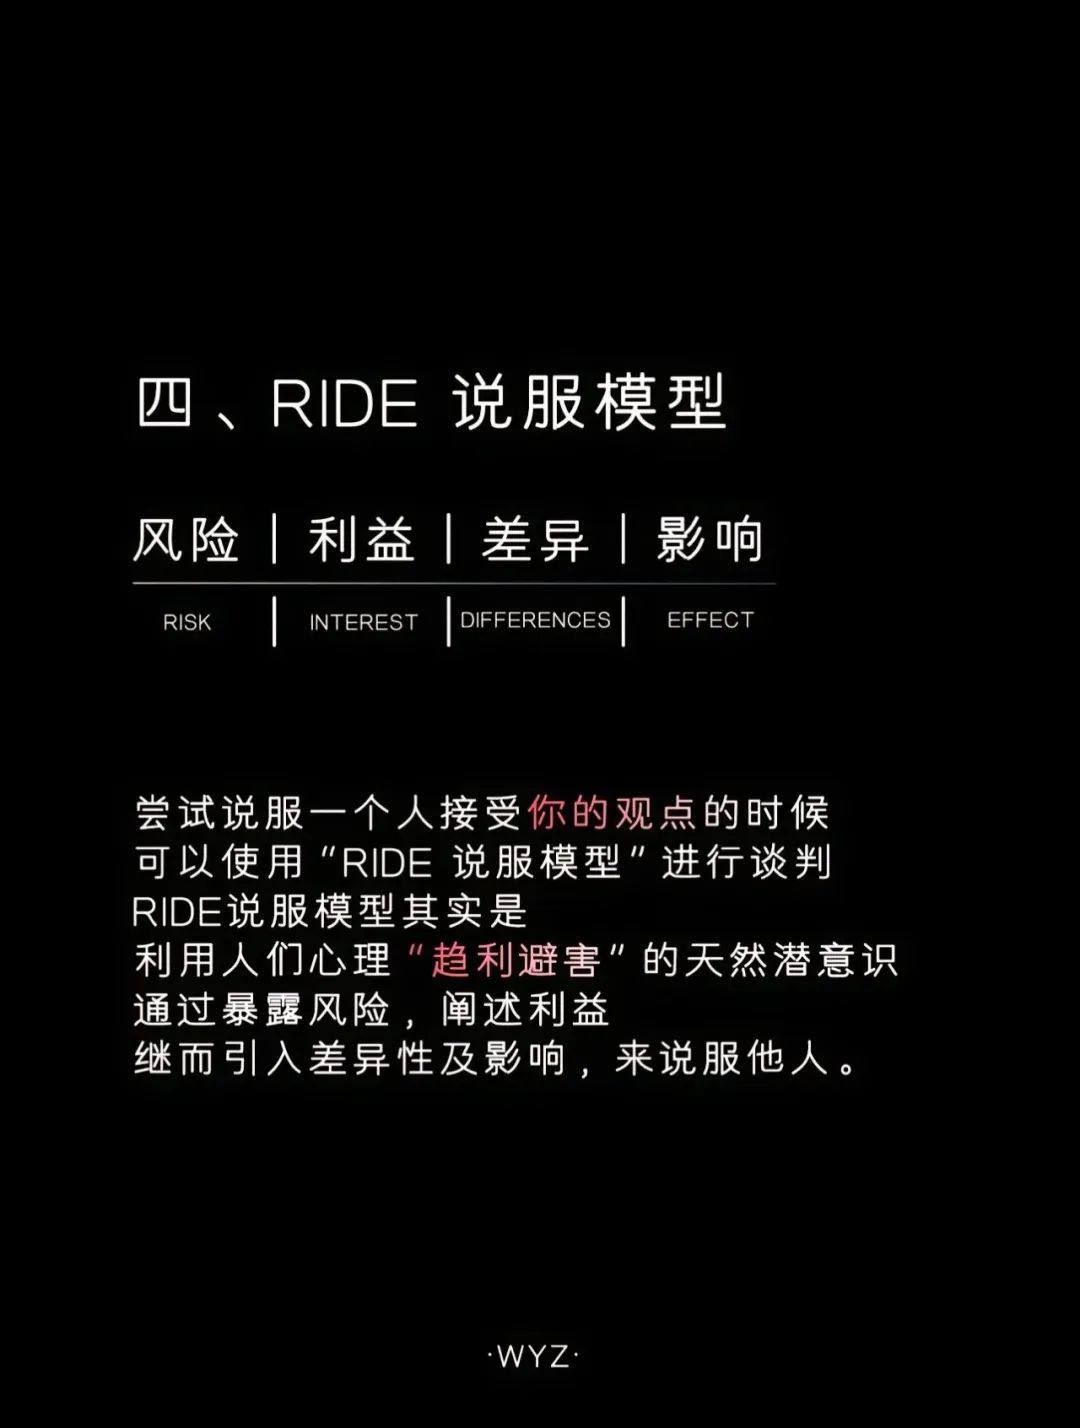 四、RIDE 说服模型
风险 | 利益 | 差异 | 影响
RISK | INTEREST | DIFFERENCES | EFFECT
尝试说服一个人接受你的观点的时候
可以使用“RIDE 说服模型”进行谈判
RIDE说服模型其实是
利用人们心理“趋利避害”的天然潜意识
通过暴露风险，阐述利益
继而引入差异性及影响，来说服他人。
·WYZ·